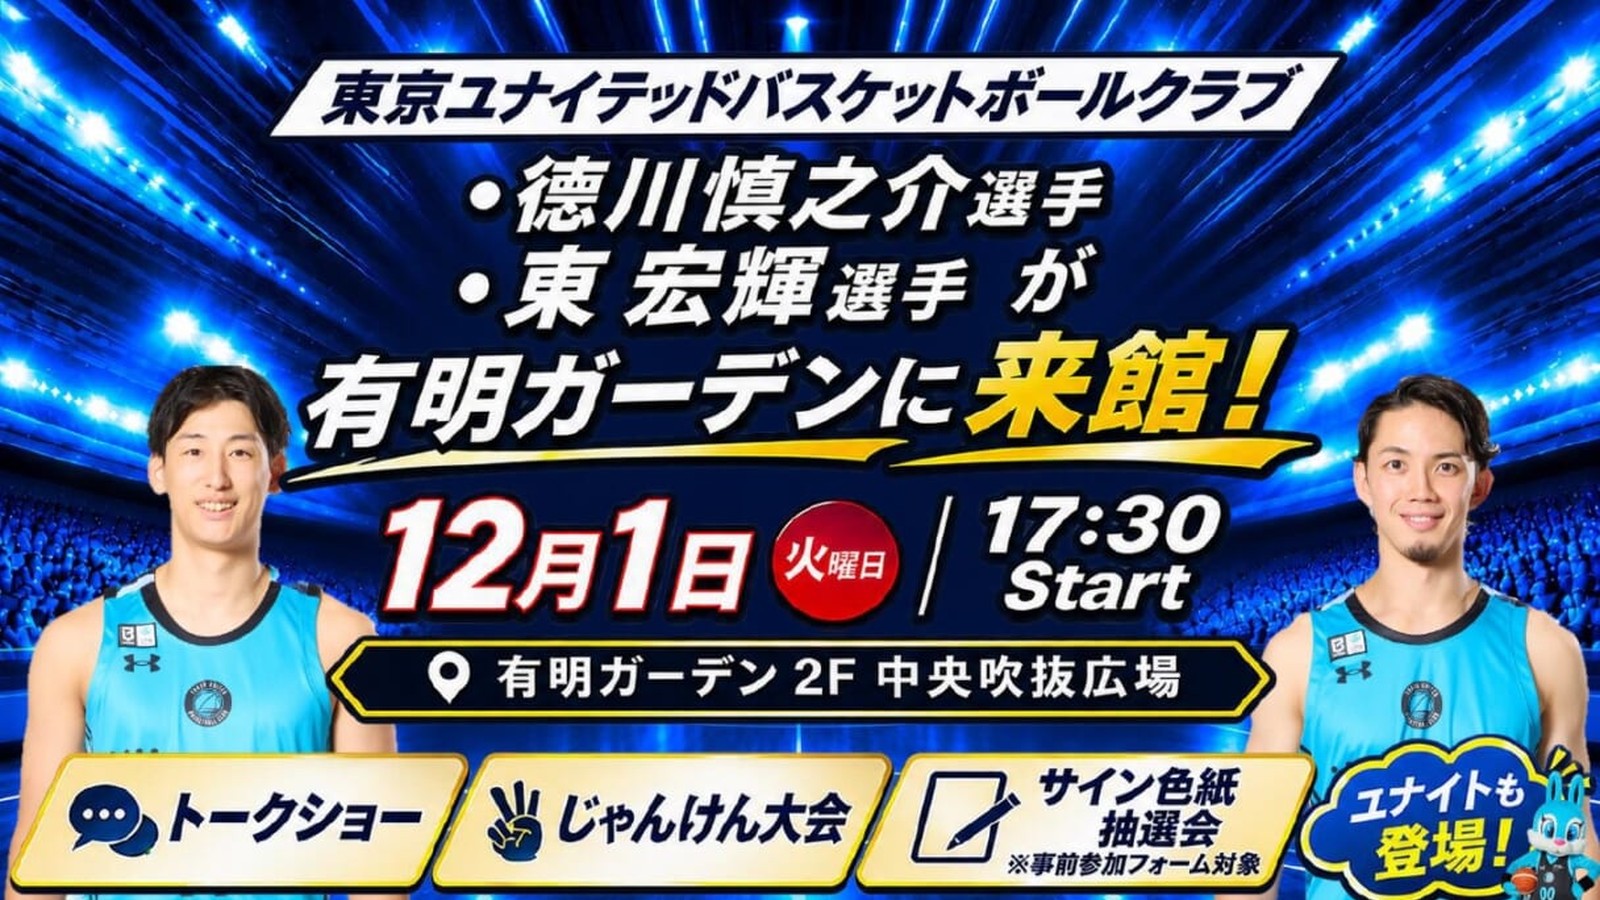 東京ユナイテッドバスケットボールクラブ
・徳川慎之介選手
・東 宏輝選手 が
有明ガーデンに来館!
12月1日 火曜日 17:30
Start
有明ガーデン 2F 中央吹抜広場
トークショー
じゃんけん大会
サイン色紙
抽選会
※事前参加フォーム対象
ユナイトも
登場!